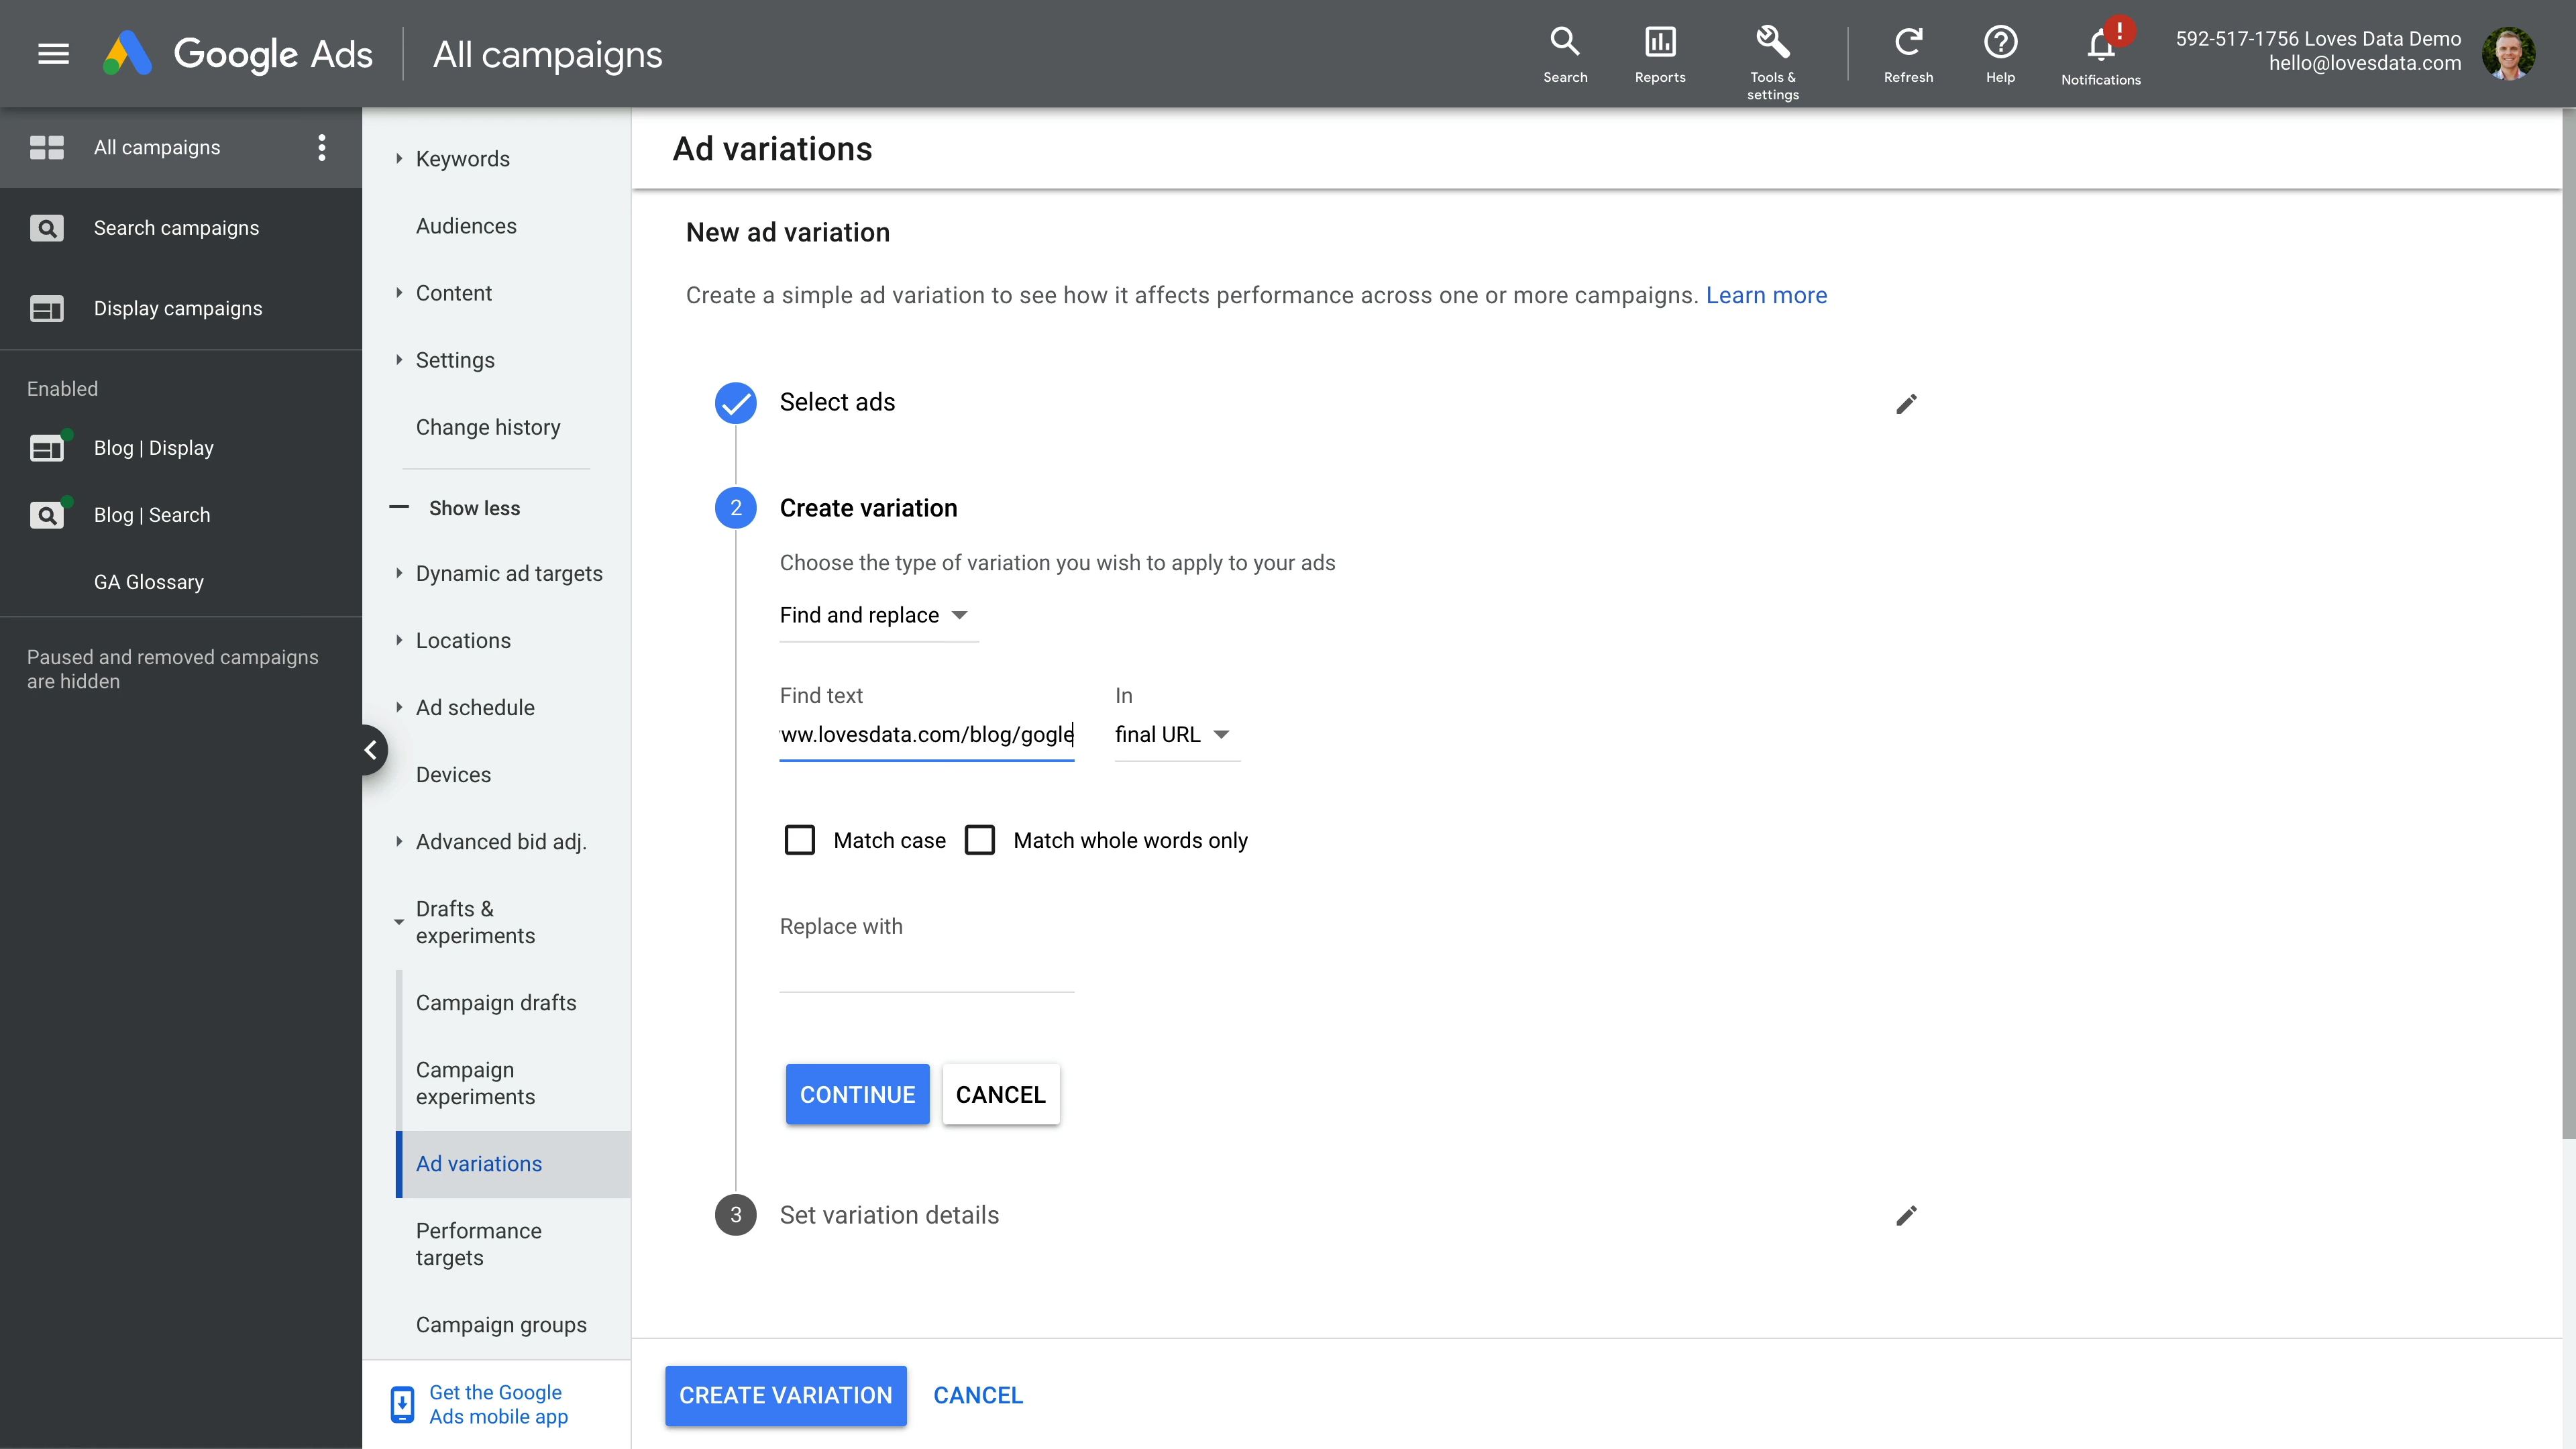 Google Ads
All campaigns
Search
Reports
Tools &
settings
Refresh
Help
!
Notifications
592-517-1756 Loves Data Demo
hello@lovesdata.com
All campaigns
Search campaigns
Display campaigns
Enabled
Blog | Display
Blog | Search
GA Glossary
Paused and removed campaigns
are hidden
Keywords
Audiences
Content
Settings
Change history
Show less
Dynamic ad targets
Locations
Ad schedule
Devices
Advanced bid adj.
Drafts &
experiments
Campaign drafts
Campaign
experiments
Ad variations
Performance
targets
Campaign groups
Get the Google
Ads mobile app
Ad variations
New ad variation
Create a simple ad variation to see how it affects performance across one or more campaigns. Learn more
Select ads
2 Create variation
Choose the type of variation you wish to apply to your ads
Find and replace
Find text In
ww.lovesdata.com/blog/gogle final URL
Match case Match whole words only
Replace with
CONTINUE CANCEL
3 Set variation details
CREATE VARIATION CANCEL